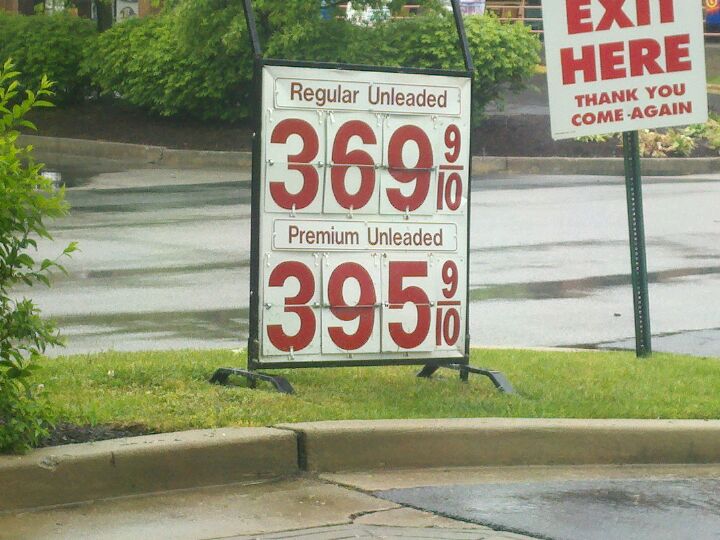 Regular Unleaded
369 9/10
Premium Unleaded
395 9/10
EXIT
HERE
THANK YOU
COME AGAIN